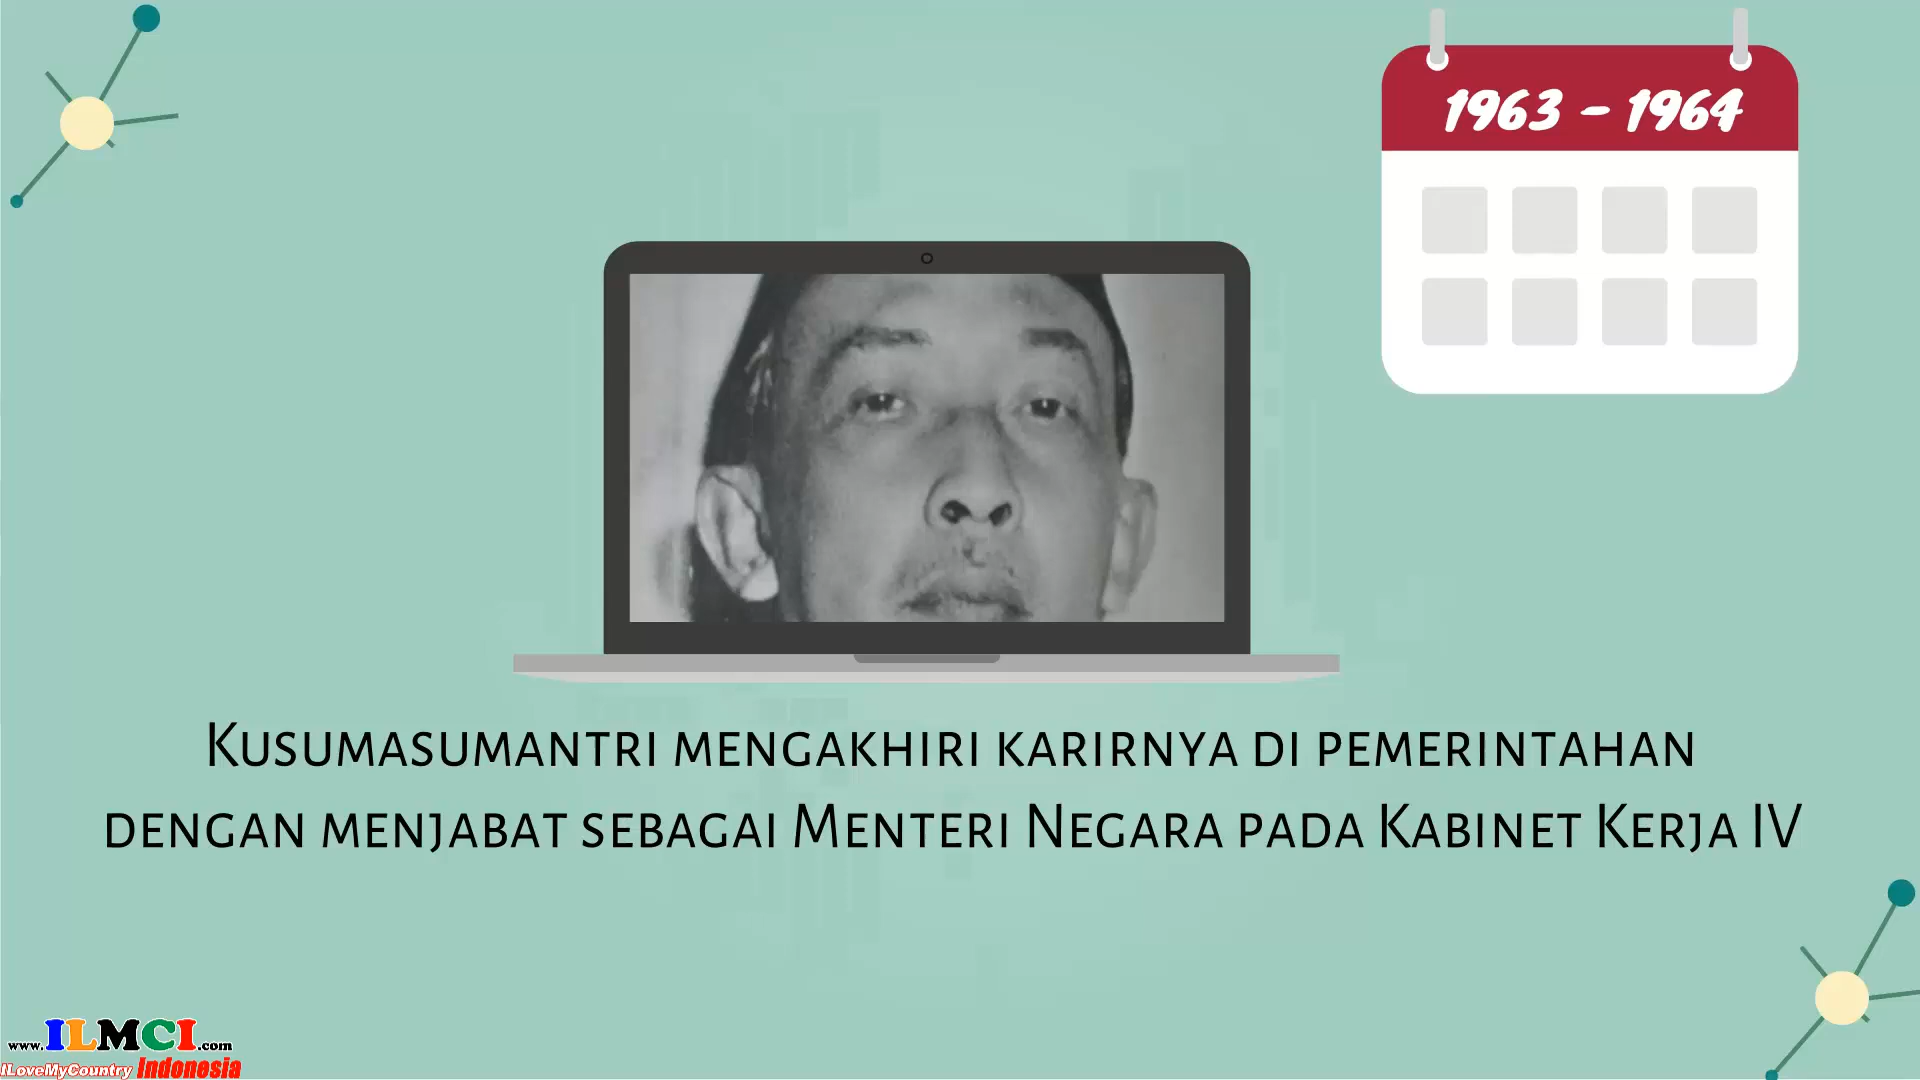 1963 - 1964
Kusumasumantri mengakhiri karirnya di pemerintahan
dengan menjabat sebagai Menteri Negara pada Kabinet Kerja IV
www.ILMCI.com
ILoveMyCountry Indonesia